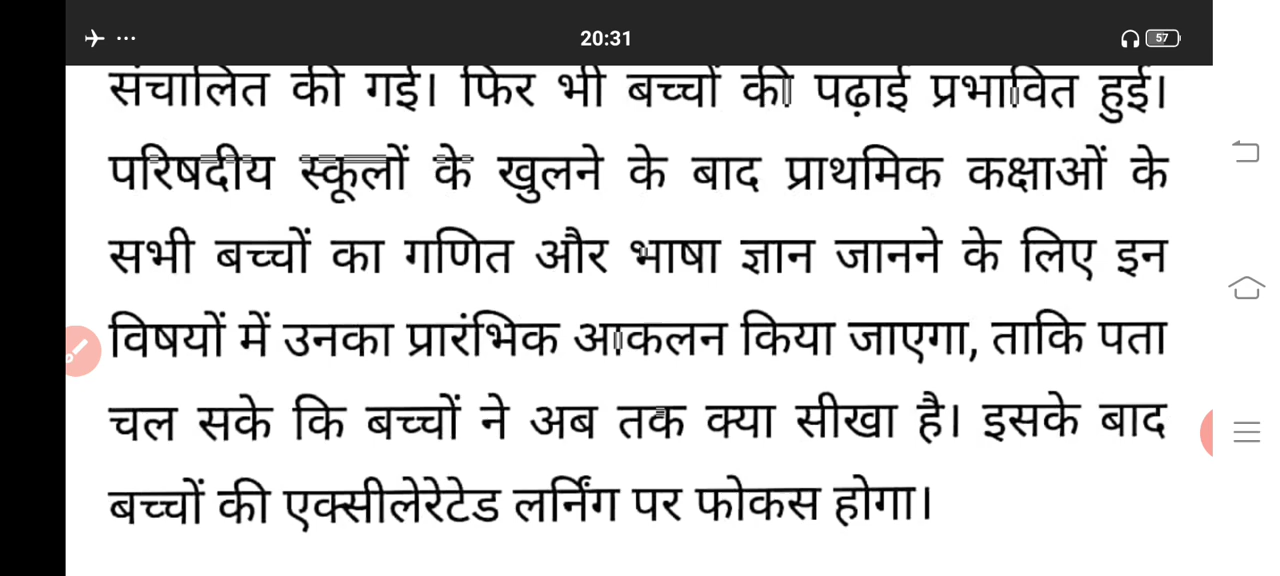 20:31
57
संचालित की गई। फिर भी बच्चों की पढ़ाई प्रभावित हुई।
परिषदीय स्कूलों के खुलने के बाद प्राथमिक कक्षाओं के
सभी बच्चों का गणित और भाषा ज्ञान जानने के लिए इन
विषयों में उनका प्रारंभिक आकलन किया जाएगा, ताकि पता
चल सके कि बच्चों ने अब तक क्या सीखा है। इसके बाद
बच्चों की एक्सीलेरेटेड लर्निंग पर फोकस होगा।